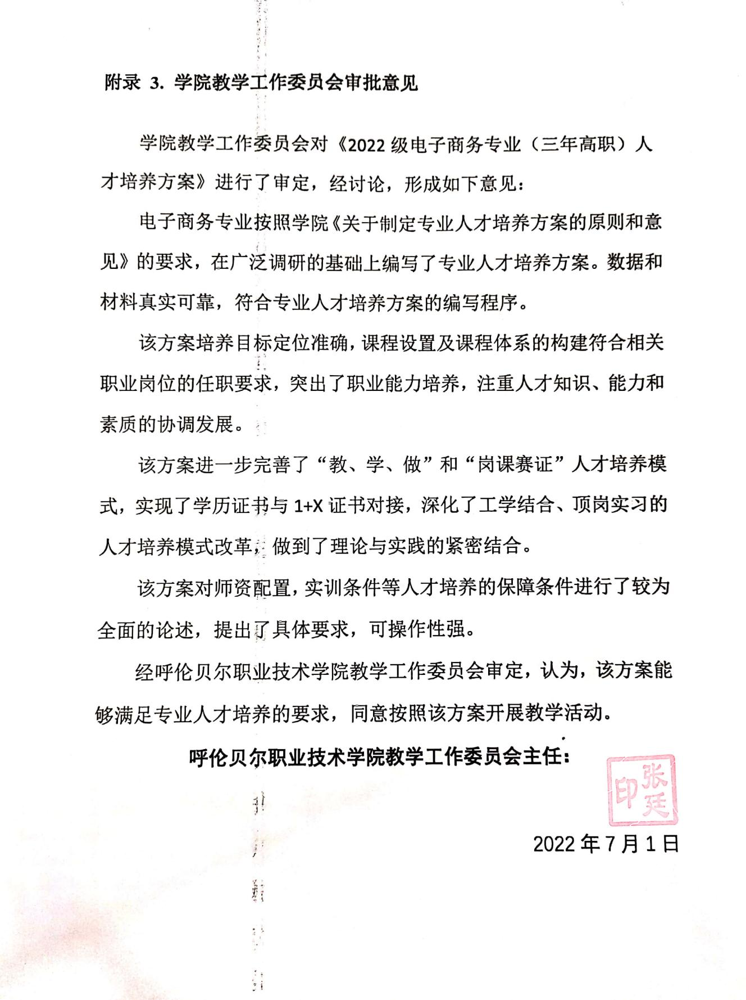 附录 3. 学院教学工作委员会审批意见
学院教学工作委员会对《2022 级电子商务专业（三年高职）人
才培养方案》进行了审定，经讨论，形成如下意见：
电子商务专业按照学院《关于制定专业人才培养方案的原则和意
见》的要求，在广泛调研的基础上编写了专业人才培养方案。数据和
材料真实可靠，符合专业人才培养方案的编写程序。
该方案培养目标定位准确，课程设置及课程体系的构建符合相关
职业岗位的任职要求，突出了职业能力培养，注重人才知识、能力和
素质的协调发展。
该方案进一步完善了“教、学、做”和“岗课赛证”人才培养模
式，实现了学历证书与 1+X 证书对接，深化了工学结合、顶岗实习的
人才培养模式改革，做到了理论与实践的紧密结合。
该方案对师资配置，实训条件等人才培养的保障条件进行了较为
全面的论述，提出了具体要求，可操作性强。
经呼伦贝尔职业技术学院教学工作委员会审定，认为，该方案能
够满足专业人才培养的要求，同意按照该方案开展教学活动。
呼伦贝尔职业技术学院教学工作委员会主任：
张廷印
2022 年 7 月 1 日